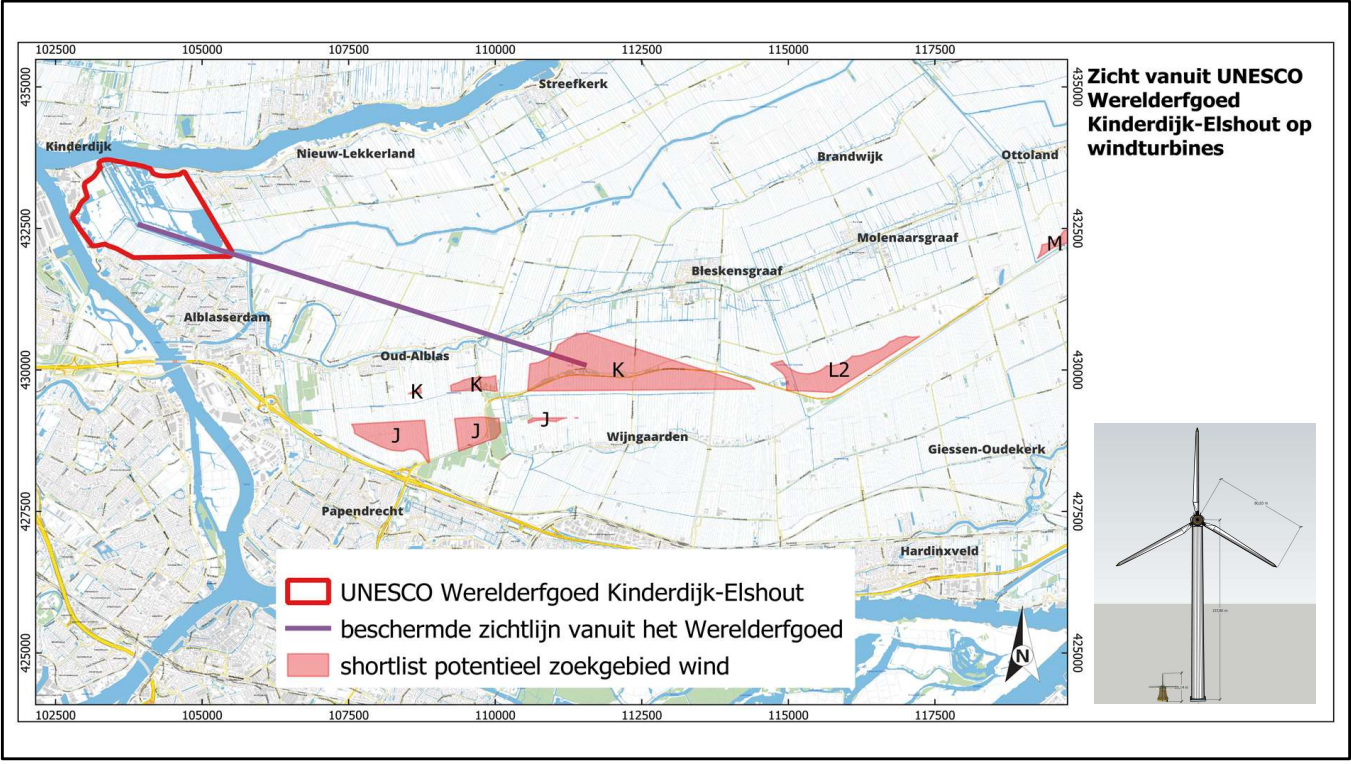 102500 105000 107500 110000 112500 115000 117500
Zicht vanuit UNESCO
Werelderfgoed
Kinderdijk-Elshout op
windturbines
435000
435000
Streefkerk
Kinderdijk
Nieuw-Lekkerland
Brandwijk
Ottoland
432500
432500
M
Molenaarsgraaf
Bleskensgraaf
Alblasserdam
Oud-Alblas
430000
430000
K
K
K
L2
J
J
J
Wijngaarden
Giessen-Oudekerk
427500
427500
Papendrecht
Hardinxveld
UNESCO Werelderfgoed Kinderdijk-Elshout
beschermde zichtlijn vanuit het Werelderfgoed
shortlist potentieel zoekgebied wind
N
425000
425000
102500 105000 107500 110000 112500 115000 117500